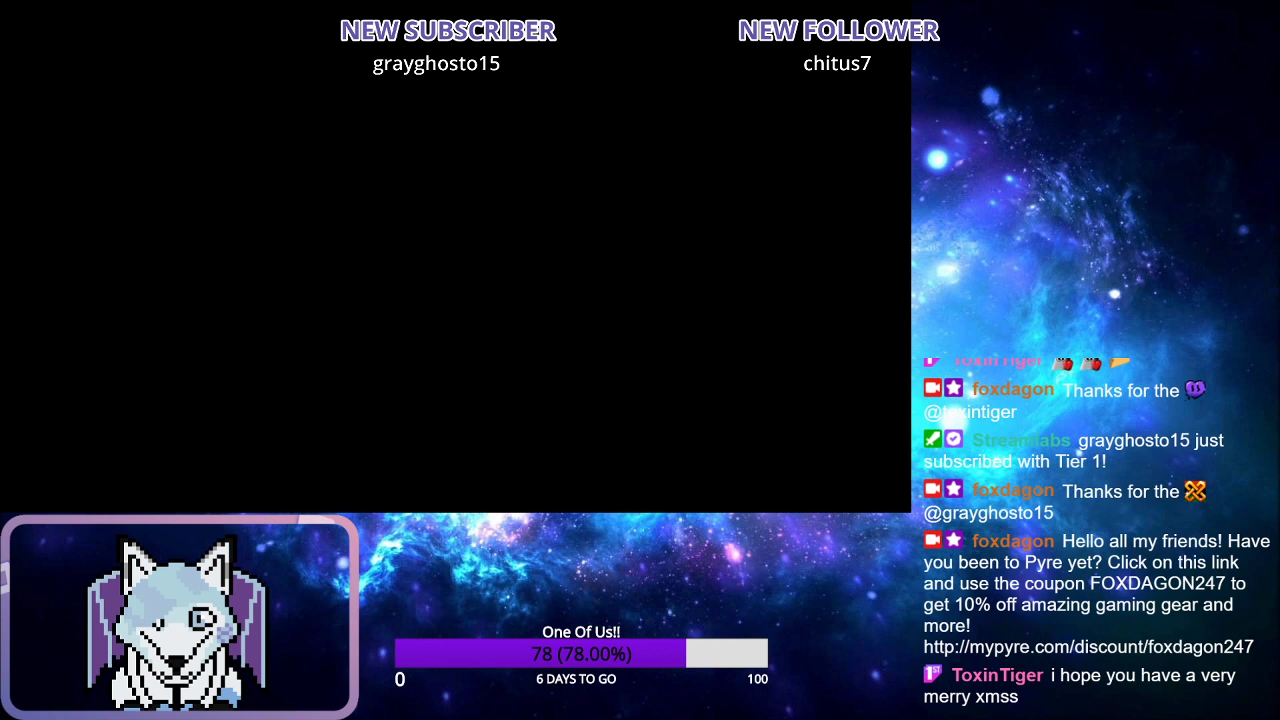 NEW SUBSCRIBER
grayghosto15
NEW FOLLOWER
chitus7
ToxinTiger
foxdagon Thanks for the
@toxintiger
Streamlabs grayghosto15 just
subscribed with Tier 1!
foxdagon Thanks for the
@grayghosto15
foxdagon Hello all my friends! Have
you been to Pyre yet? Click on this link
and use the coupon FOXDAGON247 to
get 10% off amazing gaming gear and
more!
http://mypyre.com/discount/foxdagon247
1ST ToxinTiger i hope you have a very
merry xmss
One Of Us!!
78 (78.00%)
0 6 DAYS TO GO 100